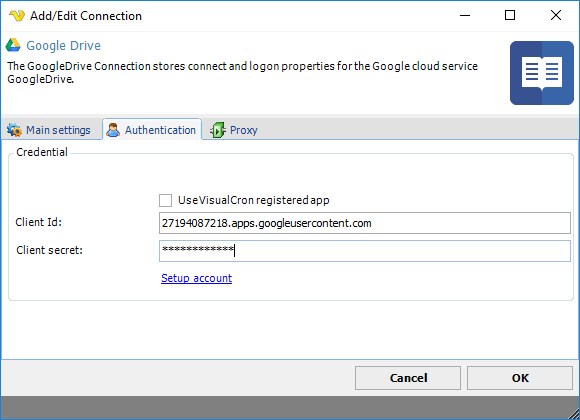 Add/Edit Connection
Google Drive
The GoogleDrive Connection stores connect and logon properties for the Google cloud service
GoogleDrive.
Main settings
Authentication
Proxy
Credential
Use VisualCron registered app
Client Id:
27194087218.apps.googleusercontent.com
Client secret:
************
Setup account
Cancel
OK